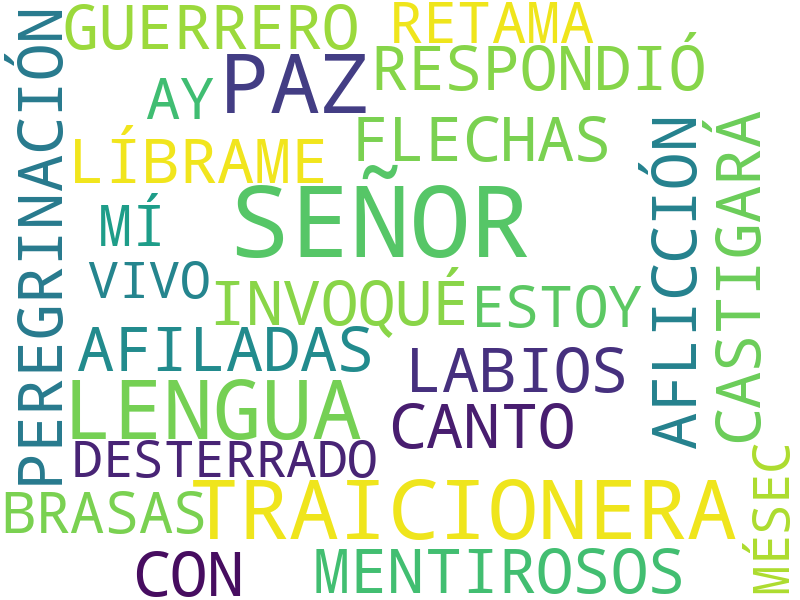 GUERRERO
RETAMA
RESPONDIÓ
PAZ
AY
FLECHAS
LÍBRAME
SEÑOR
MÍ
VIVO
INVOQUÉ
ESTOY
AFILADAS
LABIOS
LENGUA
CANTO
DESTERRADO
TRAICIONERA
BRASAS
CON
MENTIROSOS
PEREGRINACIÓN
AFLICCIÓN
CASTIGARÁ
MÉSEC